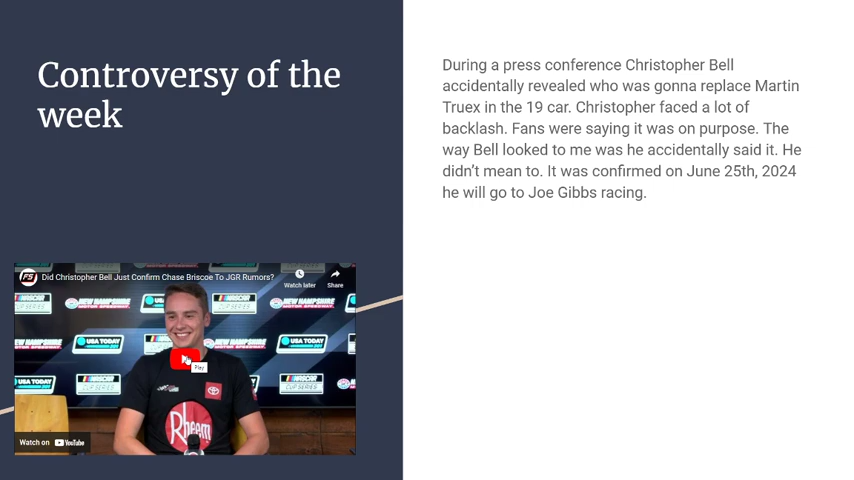 Controversy of the
week
During a press conference Christopher Bell
accidentally revealed who was gonna replace Martin
Truex in the 19 car. Christopher faced a lot of
backlash. Fans were saying it was on purpose. The
way Bell looked to me was he accidentally said it. He
didn't mean to. It was confirmed on June 25th, 2024
he will go to Joe Gibbs racing.
FS
Did Christopher Bell Just Confirm Chase Briscoe To JGR Rumors?
Watch later
Share
NEW HAMPSHIRE
MOTOR SPEEDWAY
USA TODAY
NASCAR
CUP SERIES
Play
Rheem
Watch on YouTube